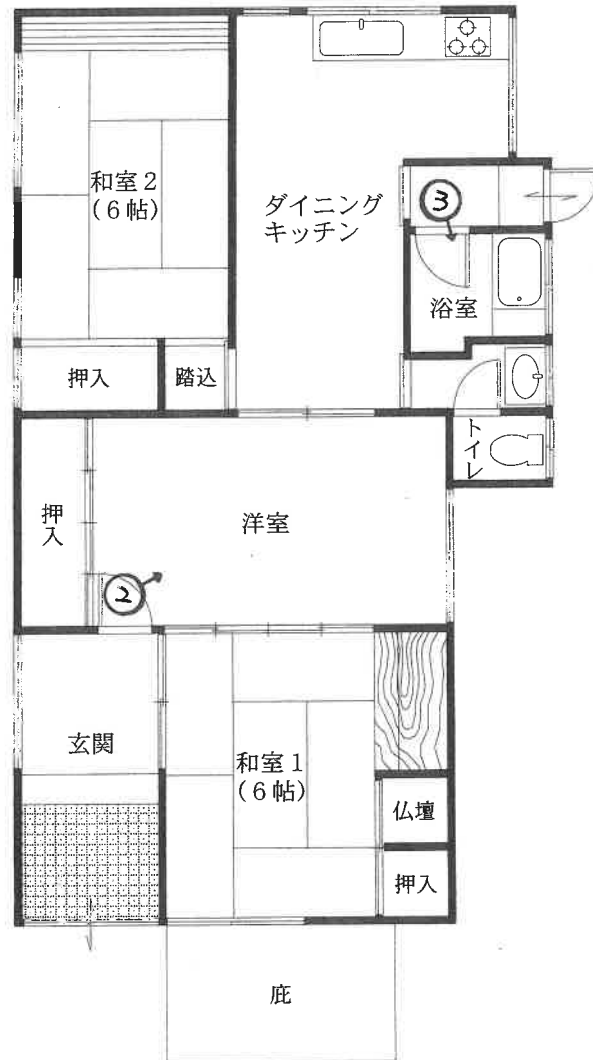 和室2
(6帖)
ダイニング
キッチン
③
浴室
押入
踏込
トイレ
押入
洋室
②
玄関
和室1
(6帖)
仏壇
押入
庇